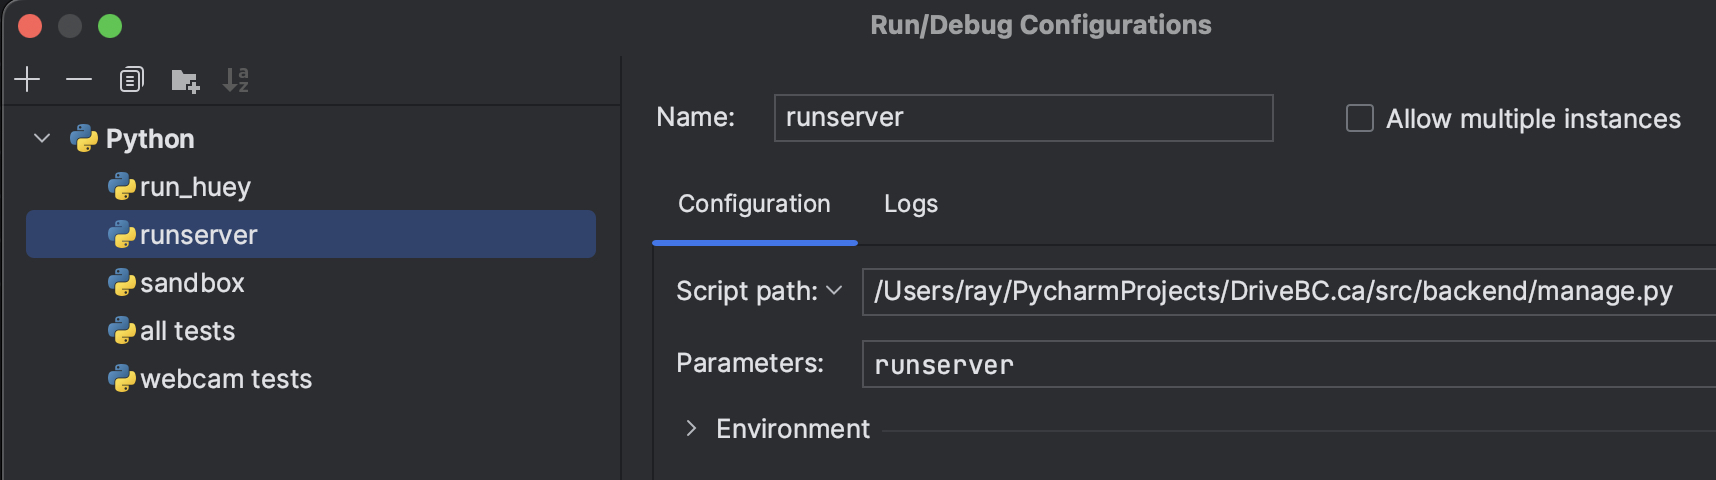 Run/Debug Configurations
Python
run_huey
runserver
sandbox
all tests
webcam tests
Name: runserver
Allow multiple instances
Configuration Logs
Script path: /Users/ray/PycharmProjects/DriveBC.ca/src/backend/manage.py
Parameters: runserver
Environment